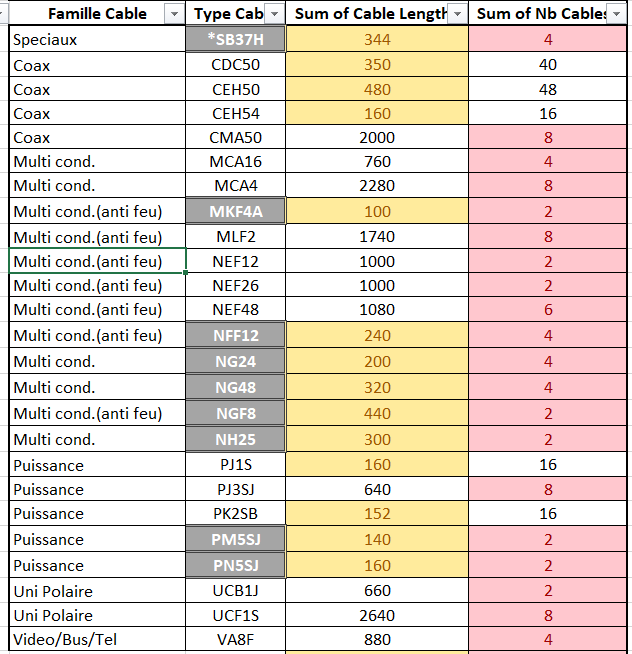 Famille Cable Type Cab Sum of Cable Length Sum of Nb Cables
Speciaux *SB37H 344 4
Coax CDC50 350 40
Coax CEH50 480 48
Coax CEH54 160 16
Coax CMA50 2000 8
Multi cond. MCA16 760 4
Multi cond. MCA4 2280 8
Multi cond.(anti feu) MKF4A 100 2
Multi cond.(anti feu) MLF2 1740 8
Multi cond.(anti feu) NEF12 1000 2
Multi cond.(anti feu) NEF26 1000 2
Multi cond.(anti feu) NEF48 1080 6
Multi cond.(anti feu) NFF12 240 4
Multi cond. NG24 200 4
Multi cond. NG48 320 4
Multi cond.(anti feu) NGF8 440 2
Multi cond. NH25 300 2
Puissance PJ1S 160 16
Puissance PJ3SJ 640 8
Puissance PK2SB 152 16
Puissance PM5SJ 140 2
Puissance PN5SJ 160 2
Uni Polaire UCB1J 660 2
Uni Polaire UCF1S 2640 8
Video/Bus/Tel VA8F 880 4